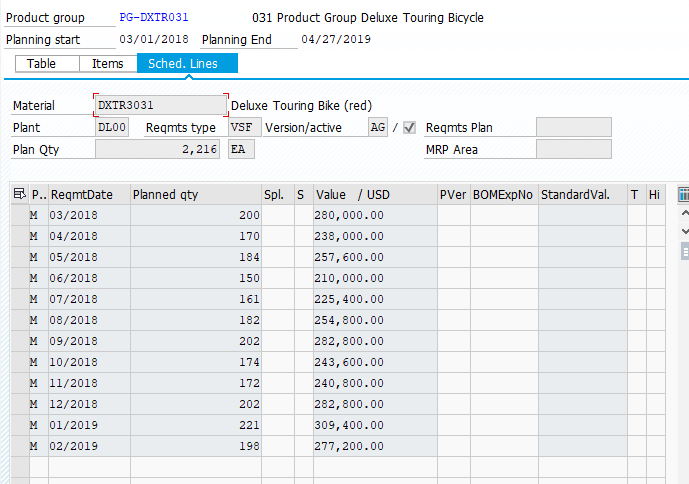 Product group PG-DXTR031 031 Product Group Deluxe Touring Bicycle
Planning start 03/01/2018 Planning End 04/27/2019
Table Items Sched. Lines
Material DXTR3031 Deluxe Touring Bike (red)
Plant DL00 Reqmts type VSF Version/active AG / Reqmts Plan
Plan Qty 2,216 EA MRP Area
P.. ReqmtDate Planned qty Spl. S Value / USD PVer BOMExpNo StandardVal. T Hi
M 03/2018 200 280,000.00
M 04/2018 170 238,000.00
M 05/2018 184 257,600.00
M 06/2018 150 210,000.00
M 07/2018 161 225,400.00
M 08/2018 182 254,800.00
M 09/2018 202 282,800.00
M 10/2018 174 243,600.00
M 11/2018 172 240,800.00
M 12/2018 202 282,800.00
M 01/2019 221 309,400.00
M 02/2019 198 277,200.00